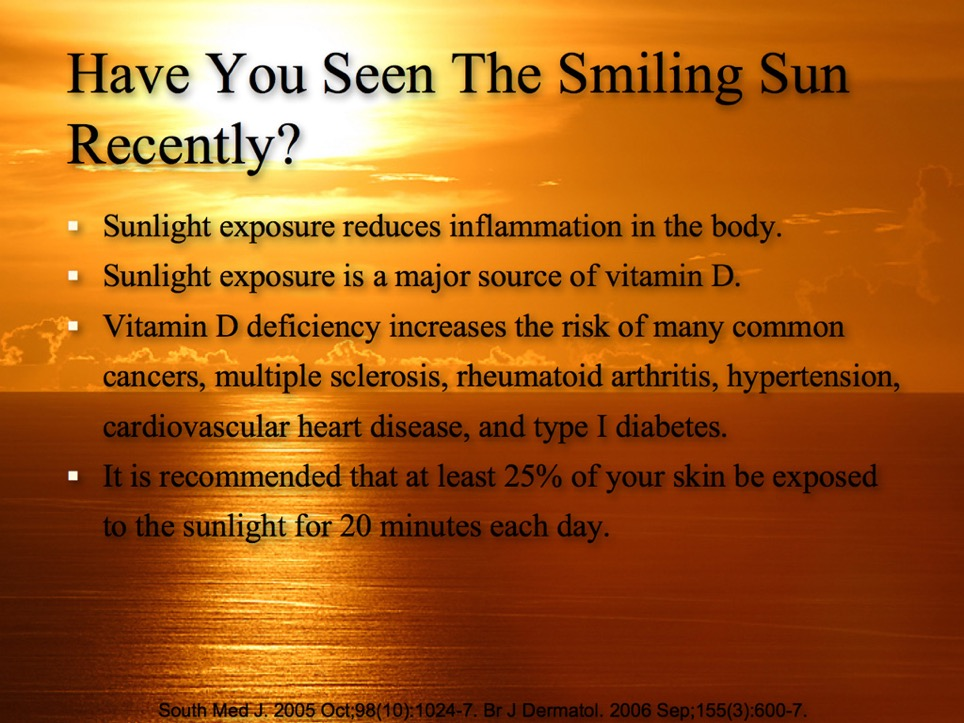 Have You Seen The Smiling Sun
Recently?
Sunlight exposure reduces inflammation in the body.
Sunlight exposure is a major source of vitamin D.
Vitamin D deficiency increases the risk of many common
cancers, multiple sclerosis, rheumatoid arthritis, hypertension,
cardiovascular heart disease, and type I diabetes.
It is recommended that at least 25% of your skin be exposed
to the sunlight for 20 minutes each day.
South Med J. 2005 Oct;98(10):1024-7. Br J Dermatol. 2006 Sep;155(3):600-7.